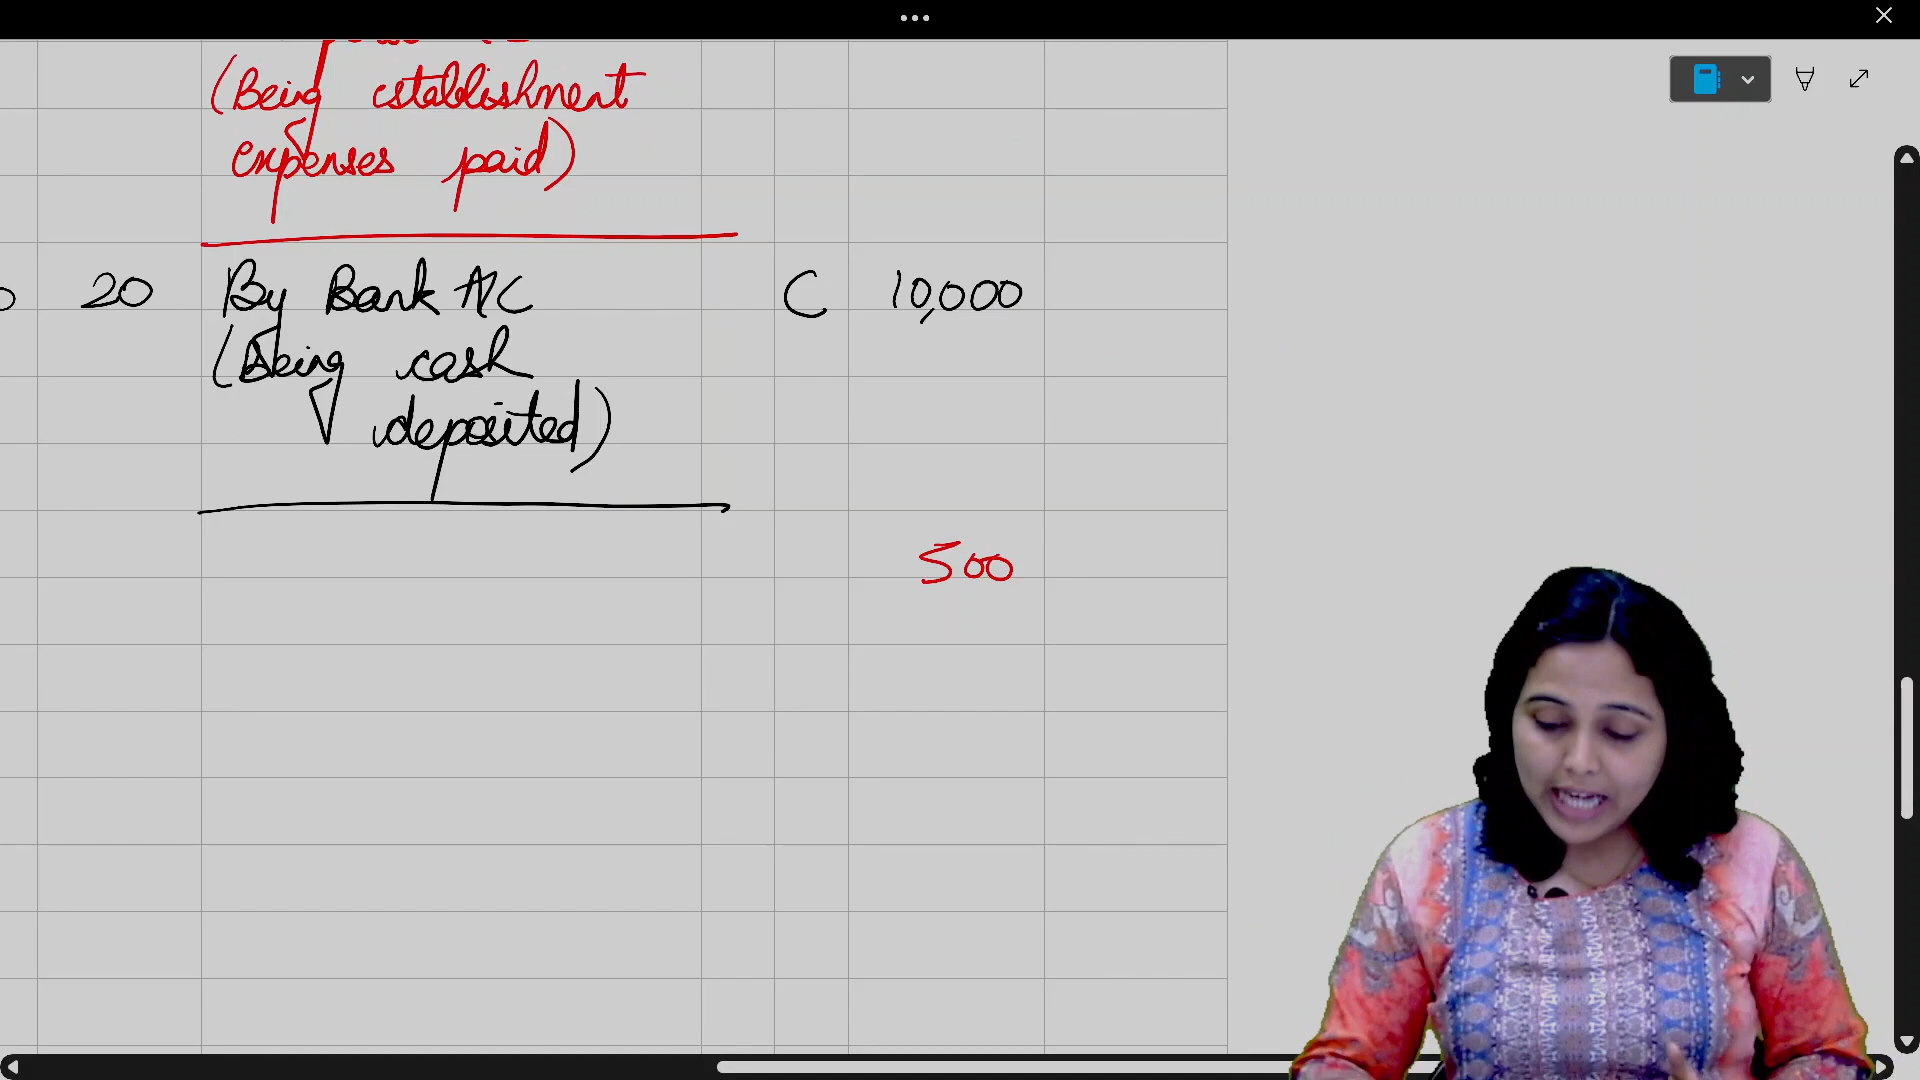 (Being establishment
expenses paid)
20 By Bank A/C C 10,000
(Being cash
deposited)
500